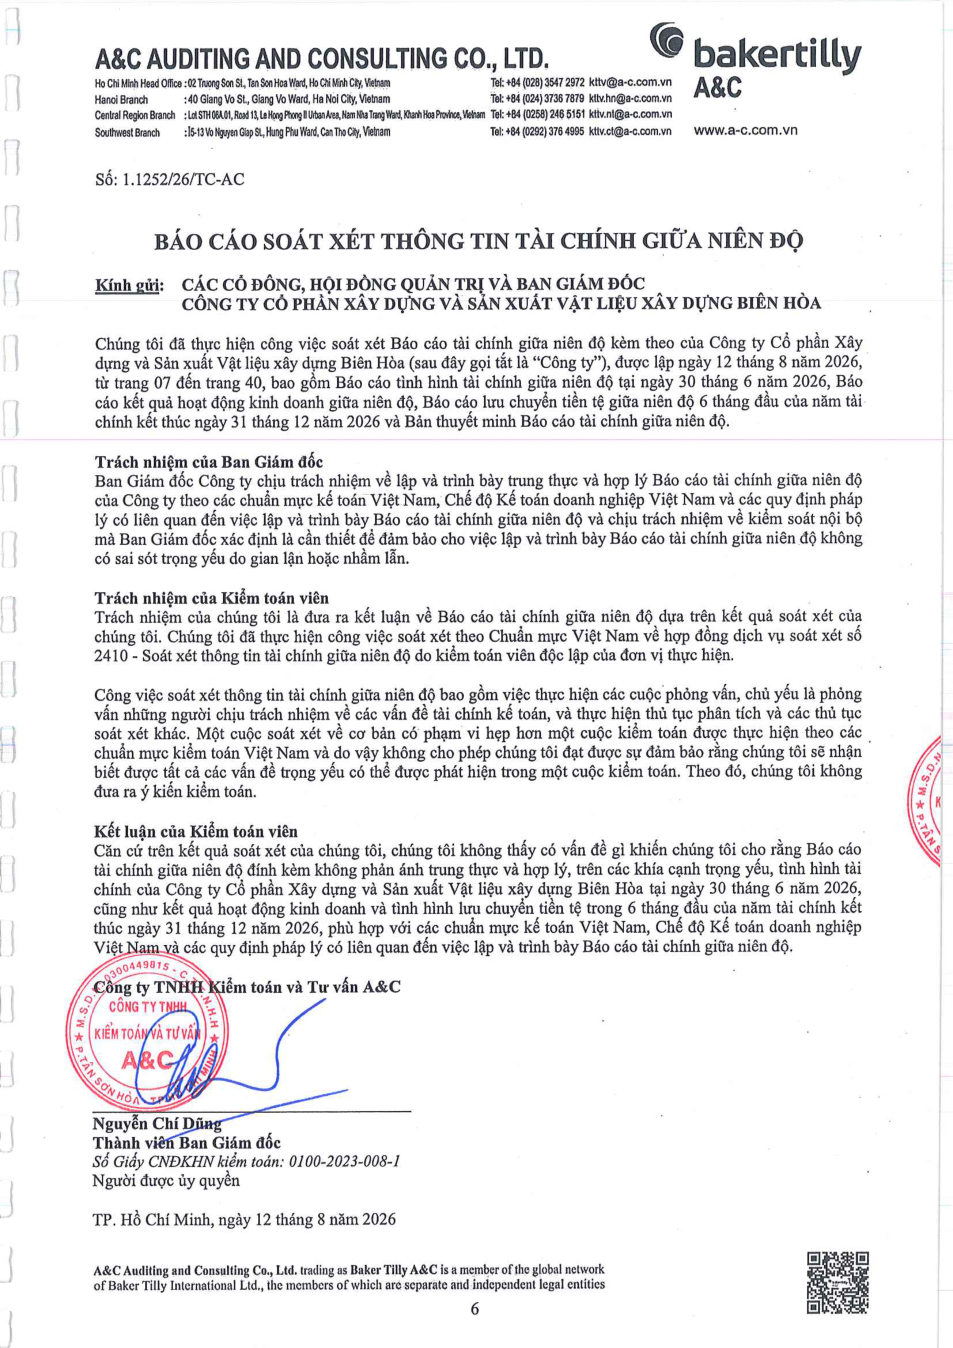 A&C AUDITING AND CONSULTING CO., LTD.
Ho Chi Minh Head Office : 02 Truong Son St., Tan Son Hoa Ward, Ho Chi Minh City, Vietnam Tel: +84 (028) 3547 2972 kttv@a-c.com.vn
Hanoi Branch : 40 Giang Vo St., Giang Vo Ward, Ha Noi City, Vietnam Tel: +84 (024) 3736 7879 kttv.hn@a-c.com.vn
Central Region Branch : Lot STH 06A.01, Road 13, Le Hong Phong II Urban Area, Nam Nha Trang Ward, Khanh Hoa Province, Vietnam Tel: +84 (0258) 246 5151 kttv.nt@a-c.com.vn
Southwest Branch : I5-13 Vo Nguyen Giap St., Hung Phu Ward, Can Tho City, Vietnam Tel: +84 (0292) 376 4995 kttv.ct@a-c.com.vn
bakertilly
A&C
www.a-c.com.vn
Số: 1.1252/26/TC-AC
BÁO CÁO SOÁT XÉT THÔNG TIN TÀI CHÍNH GIỮA NIÊN ĐỘ
Kính gửi: CÁC CỔ ĐÔNG, HỘI ĐỒNG QUẢN TRỊ VÀ BAN GIÁM ĐỐC
CÔNG TY CỔ PHẦN XÂY DỰNG VÀ SẢN XUẤT VẬT LIỆU XÂY DỰNG BIÊN HÒA
Chúng tôi đã thực hiện công việc soát xét Báo cáo tài chính giữa niên độ kèm theo của Công ty Cổ phần Xây
dựng và Sản xuất Vật liệu xây dựng Biên Hòa (sau đây gọi tắt là “Công ty”), được lập ngày 12 tháng 8 năm 2026,
từ trang 07 đến trang 40, bao gồm Báo cáo tình hình tài chính giữa niên độ tại ngày 30 tháng 6 năm 2026, Báo
cáo kết quả hoạt động kinh doanh giữa niên độ, Báo cáo lưu chuyển tiền tệ giữa niên độ 6 tháng đầu của năm tài
chính kết thúc ngày 31 tháng 12 năm 2026 và Bản thuyết minh Báo cáo tài chính giữa niên độ.
Trách nhiệm của Ban Giám đốc
Ban Giám đốc Công ty chịu trách nhiệm về lập và trình bày trung thực và hợp lý Báo cáo tài chính giữa niên độ
của Công ty theo các chuẩn mực kế toán Việt Nam, Chế độ Kế toán doanh nghiệp Việt Nam và các quy định pháp
lý có liên quan đến việc lập và trình bày Báo cáo tài chính giữa niên độ và chịu trách nhiệm về kiểm soát nội bộ
mà Ban Giám đốc xác định là cần thiết để đảm bảo cho việc lập và trình bày Báo cáo tài chính giữa niên độ không
có sai sót trọng yếu do gian lận hoặc nhầm lẫn.
Trách nhiệm của Kiểm toán viên
Trách nhiệm của chúng tôi là đưa ra kết luận về Báo cáo tài chính giữa niên độ dựa trên kết quả soát xét của
chúng tôi. Chúng tôi đã thực hiện công việc soát xét theo Chuẩn mực Việt Nam về hợp đồng dịch vụ soát xét số
2410 - Soát xét thông tin tài chính giữa niên độ do kiểm toán viên độc lập của đơn vị thực hiện.
Công việc soát xét thông tin tài chính giữa niên độ bao gồm việc thực hiện các cuộc phỏng vấn, chủ yếu là phỏng
vấn những người chịu trách nhiệm về các vấn đề tài chính kế toán, và thực hiện thủ tục phân tích và các thủ tục
soát xét khác. Một cuộc soát xét về cơ bản có phạm vi hẹp hơn một cuộc kiểm toán được thực hiện theo các
chuẩn mực kiểm toán Việt Nam và do vậy không cho phép chúng tôi đạt được sự đảm bảo rằng chúng tôi sẽ nhận
biết được tất cả các vấn đề trọng yếu có thể được phát hiện trong một cuộc kiểm toán. Theo đó, chúng tôi không
đưa ra ý kiến kiểm toán.
Kết luận của Kiểm toán viên
Căn cứ trên kết quả soát xét của chúng tôi, chúng tôi không thấy có vấn đề gì khiến chúng tôi cho rằng Báo cáo
tài chính giữa niên độ đính kèm không phản ánh trung thực và hợp lý, trên các khía cạnh trọng yếu, tình hình tài
chính của Công ty Cổ phần Xây dựng và Sản xuất Vật liệu xây dựng Biên Hòa tại ngày 30 tháng 6 năm 2026,
cũng như kết quả hoạt động kinh doanh và tình hình lưu chuyển tiền tệ trong 6 tháng đầu của năm tài chính kết
thúc ngày 31 tháng 12 năm 2026, phù hợp với các chuẩn mực kế toán Việt Nam, Chế độ Kế toán doanh nghiệp
Việt Nam và các quy định pháp lý có liên quan đến việc lập và trình bày Báo cáo tài chính giữa niên độ.
Công ty TNHH Kiểm toán và Tư vấn A&C
M.S.D.N: 0300449815 - C.T.T.N.H.H
CÔNG TY TNHH
KIỂM TOÁN VÀ TƯ VẤN
A&C
P. TÂN SƠN HÒA
Nguyễn Chí Dũng
Thành viên Ban Giám đốc
Số Giấy CNĐKHN kiểm toán: 0100-2023-008-1
Người được ủy quyền
TP. Hồ Chí Minh, ngày 12 tháng 8 năm 2026
A&C Auditing and Consulting Co., Ltd. trading as Baker Tilly A&C is a member of the global network
of Baker Tilly International Ltd., the members of which are separate and independent legal entities
6